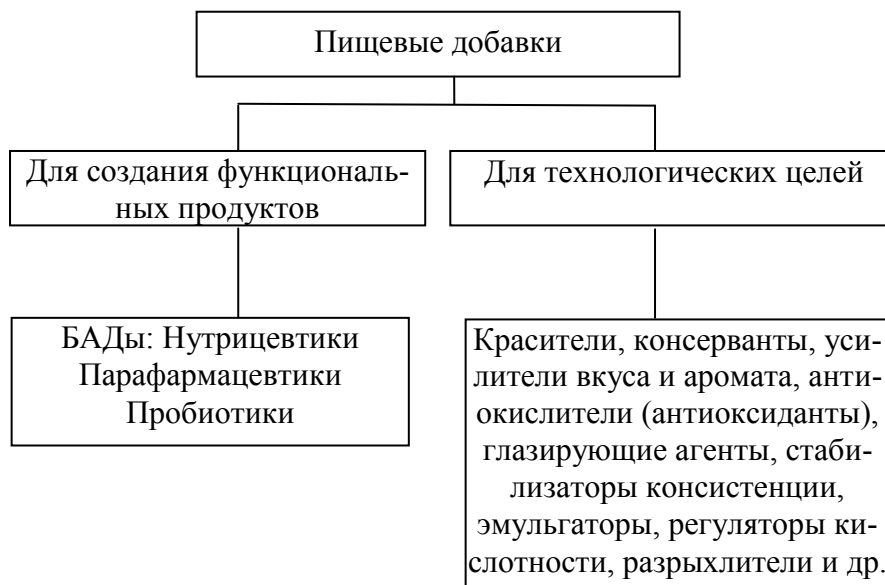 Пищевые добавки
Для создания функциональ-
ных продуктов
Для технологических целей
БАДы: Нутрицевтики
Парафармацевтики
Пробиотики
Красители, консерванты, уси-
лители вкуса и аромата, анти-
окислители (антиоксиданты),
глазирующие агенты, стаби-
лизаторы консистенции,
эмульгаторы, регуляторы ки-
слотности, разрыхлители и др.